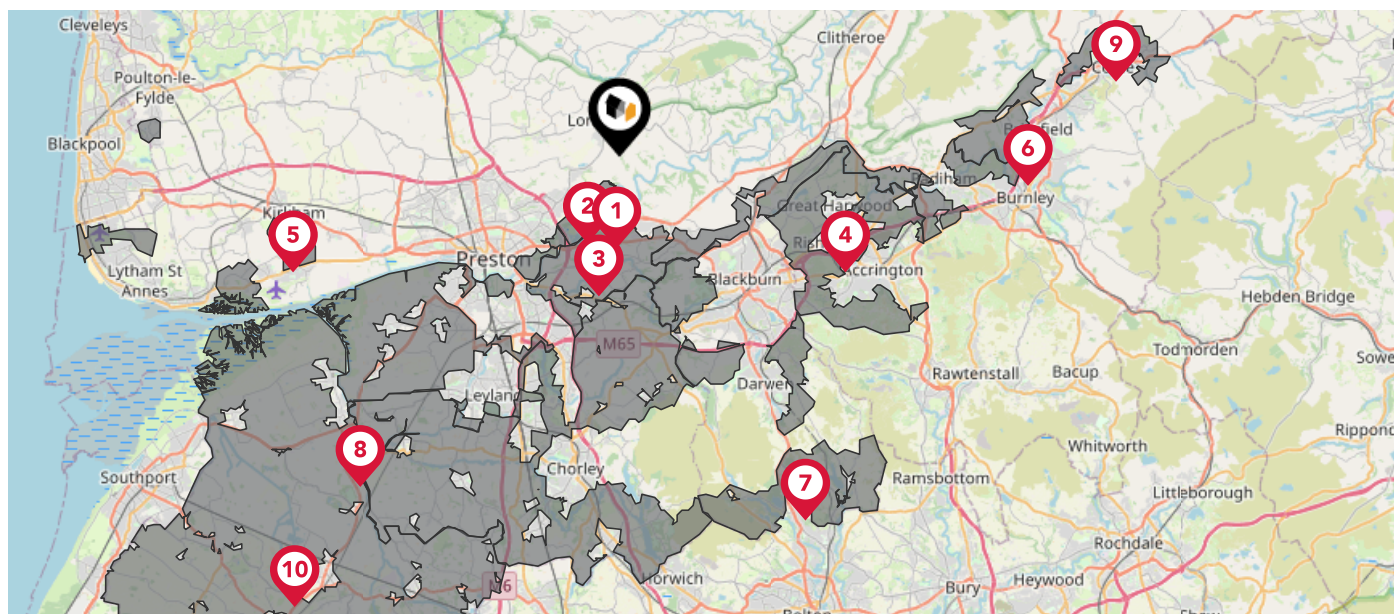 Cleveleys
Clitheroe
9
Poulton-le-
Fylde
Blackpool
6
Burnley
2
1
Great Harwood
Kirkham
5
3
4
Preston
Accrington
Lytham St
Annes
Blackburn
Hebden Bridge
M65
Todmorden
Darwen
Rawtenstall
Bacup
Leyland
8
Whitworth
Chorley
Southport
7
Ramsbottom
Littleborough
Rochdale
10
M6
Horwich
Bury
Heywood